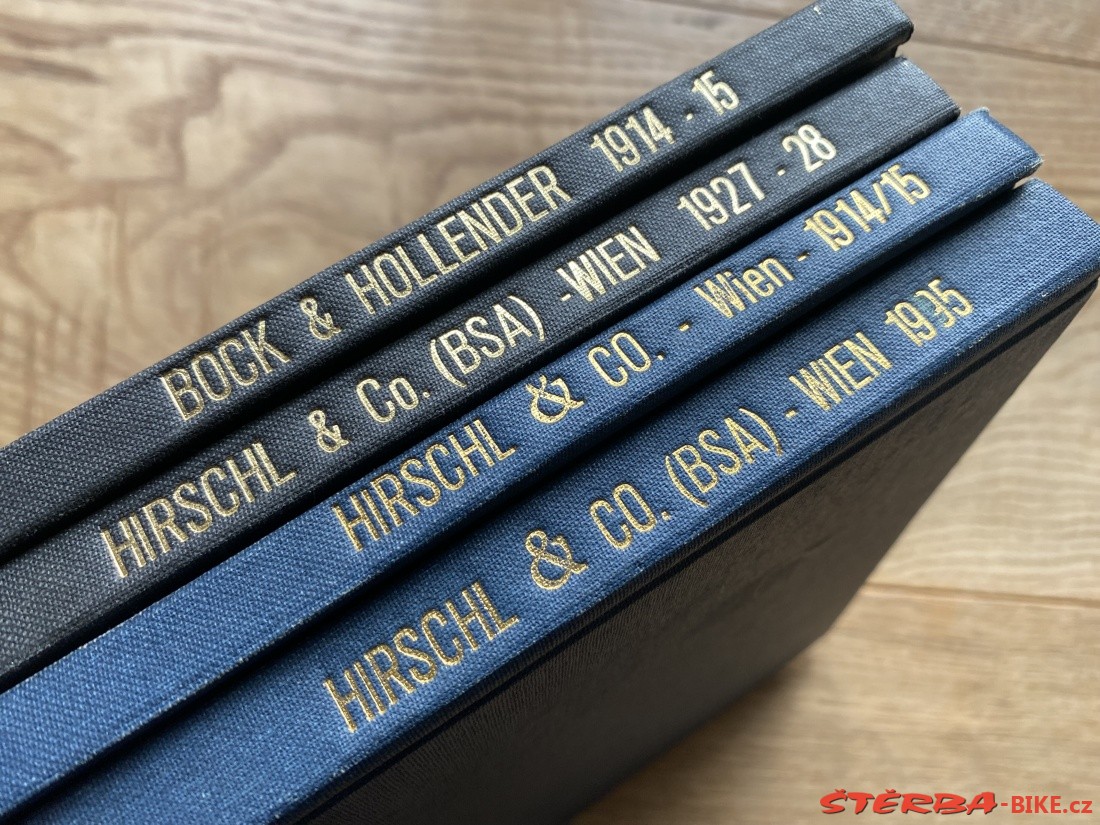 BOCK & HOLLENDER 1914 - 15
HIRSCHL & Co. (BSA) -WIEN 1927 - 28
HIRSCHL & CO. - Wien - 1914/15
HIRSCHL & CO. (BSA) - WIEN 1935
ŠTĚRBA-BIKE.cz